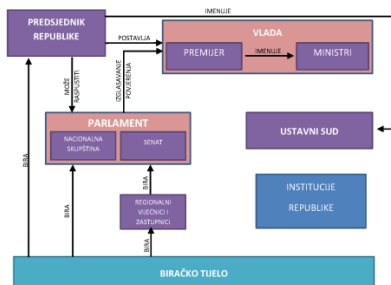 PREDSJEDNIK
REPUBLIKE
IMENUJE
VLADA
POSTAVLJA
PREMIJER
IMENUJE
MINISTRI
MOŽE
RASPUSTITI
IZGLASAVANJE
POVJERENJA
PARLAMENT
NACIONALNA
SKUPŠTINA
SENAT
USTAVNI SUD
BIRA
BIRA
BIRA
REGIONALNI
VIJEĆNICI I
ZASTUPNICI
INSTITUCIJE
REPUBLIKE
BIRA
BIRAČKO TIJELO